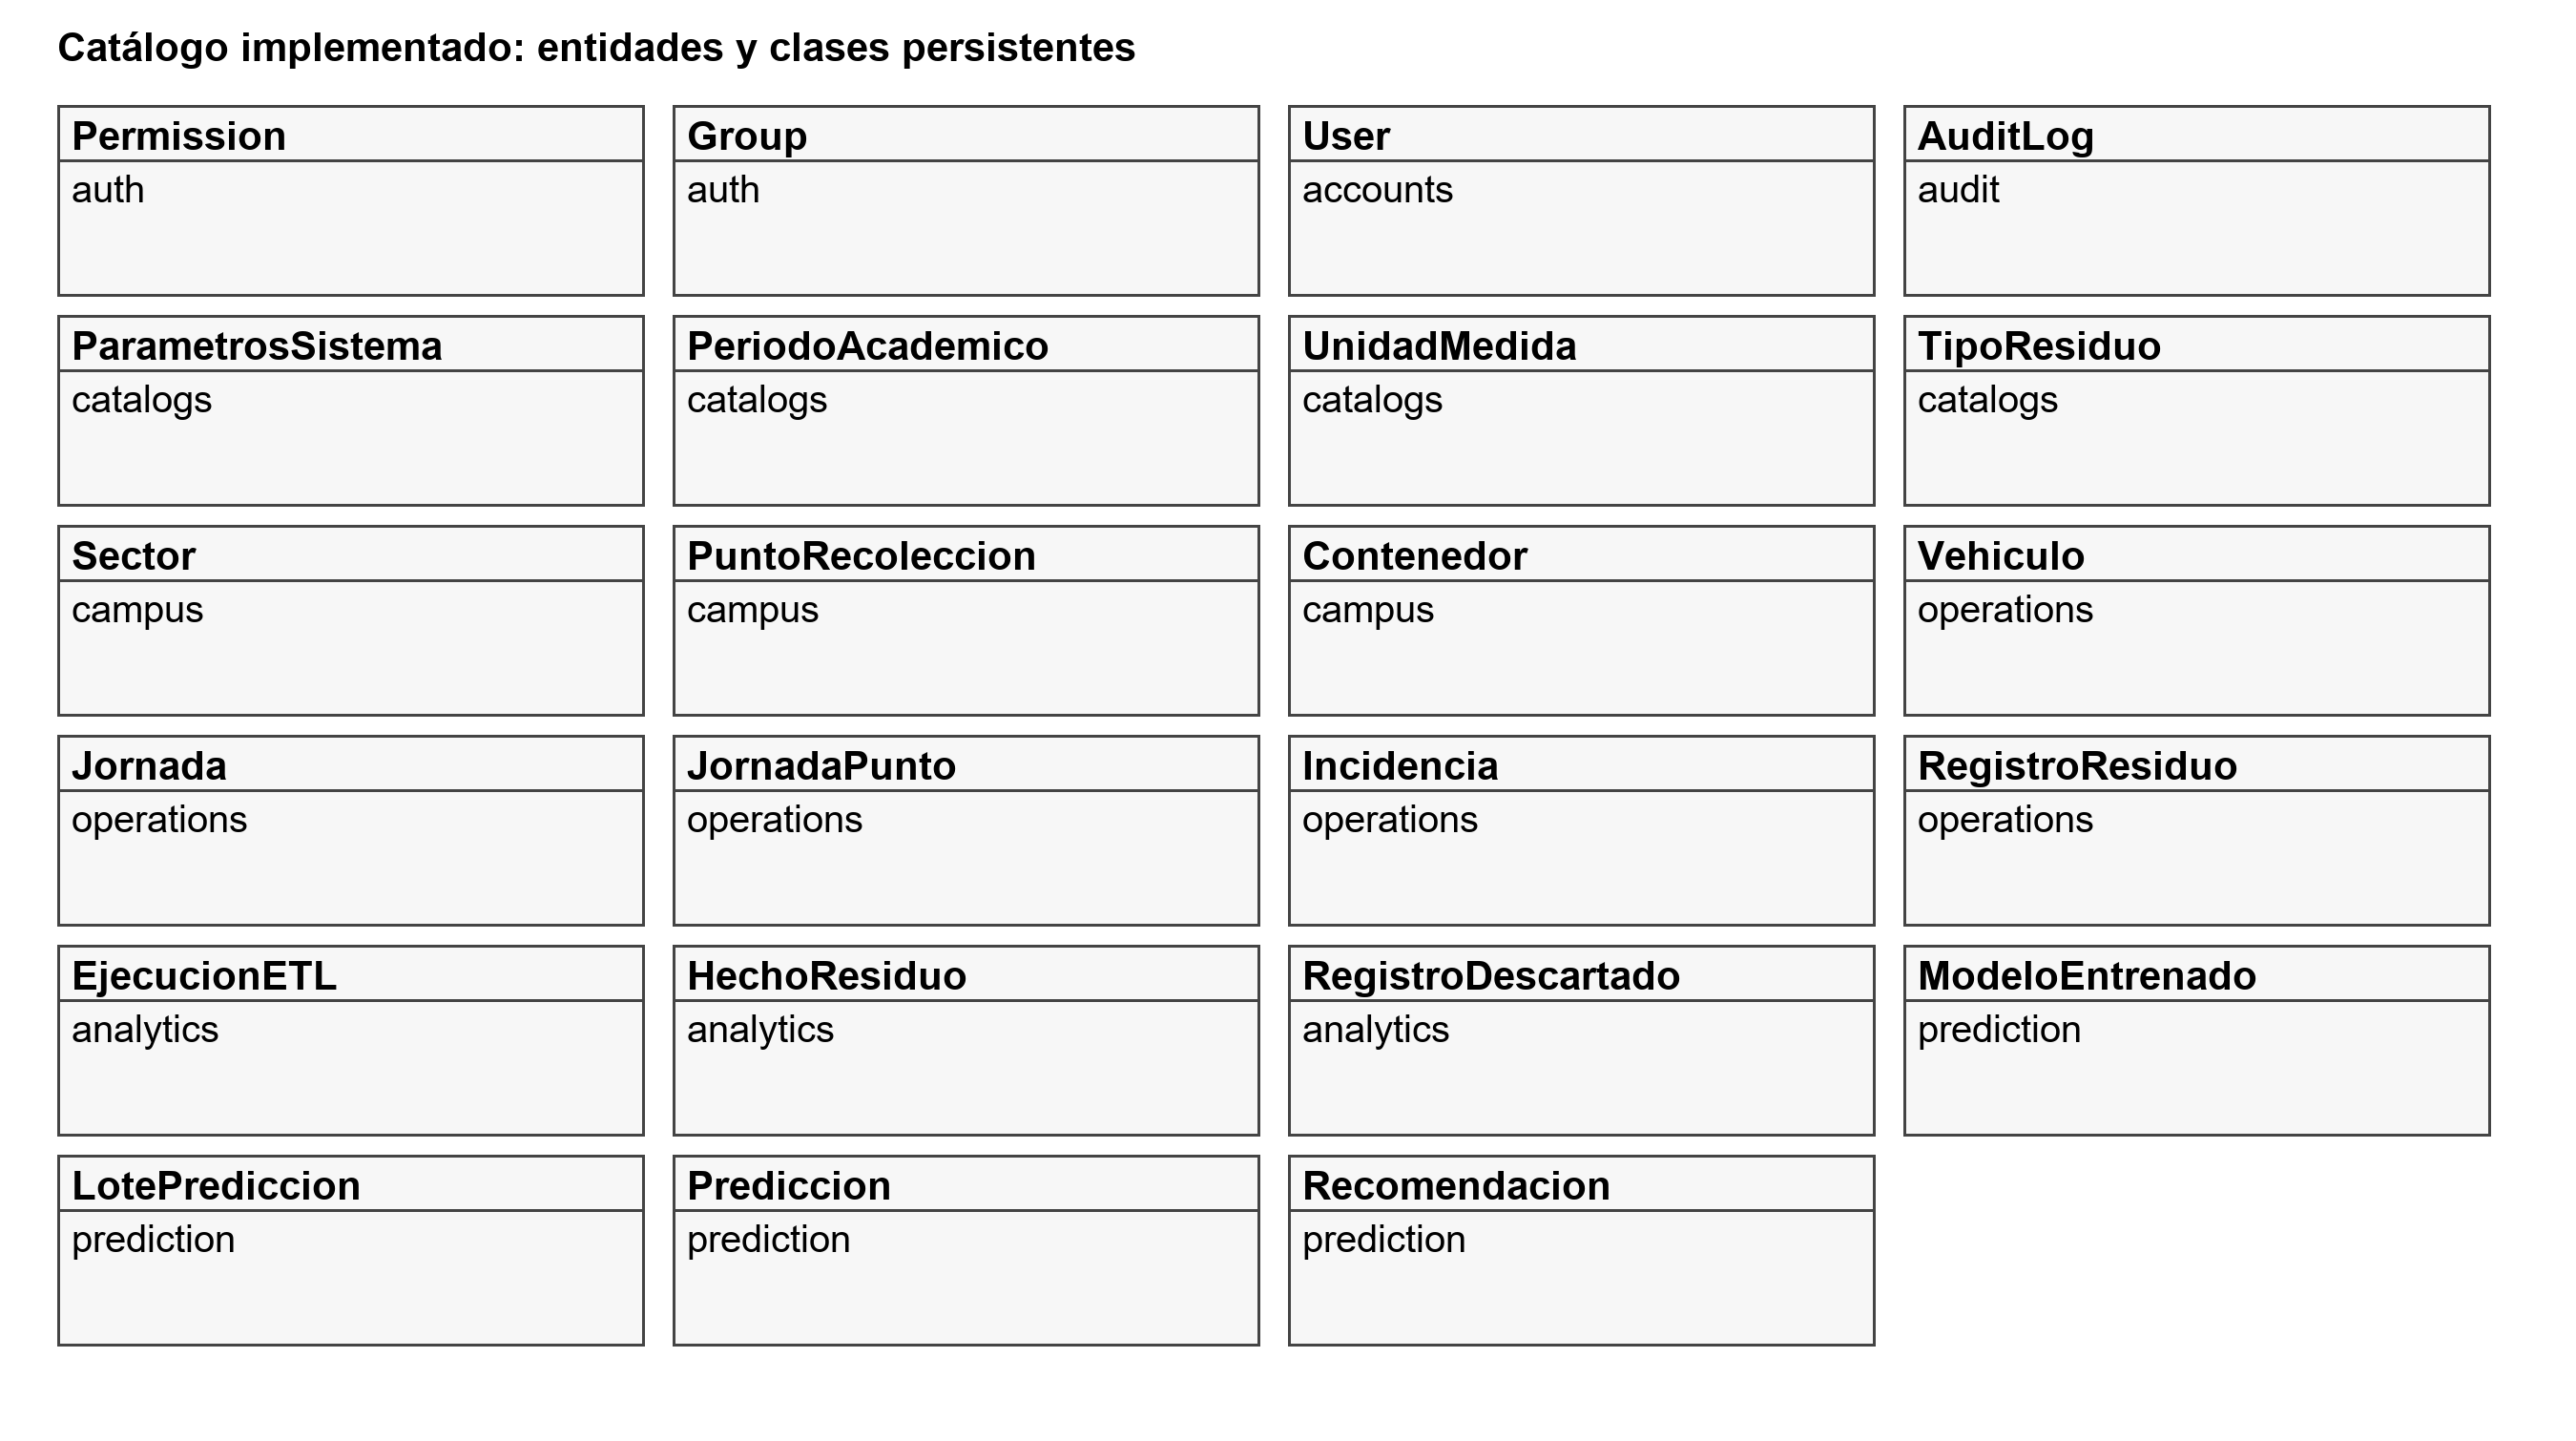 Catálogo implementado: entidades y clases persistentes
Permission
auth
Group
auth
User
accounts
AuditLog
audit
ParametrosSistema
catalogs
PeriodoAcademico
catalogs
UnidadMedida
catalogs
TipoResiduo
catalogs
Sector
campus
PuntoRecoleccion
campus
Contenedor
campus
Vehiculo
operations
Jornada
operations
JornadaPunto
operations
Incidencia
operations
RegistroResiduo
operations
EjecucionETL
analytics
HechoResiduo
analytics
RegistroDescartado
analytics
ModeloEntrenado
prediction
LotePrediccion
prediction
Prediccion
prediction
Recomendacion
prediction